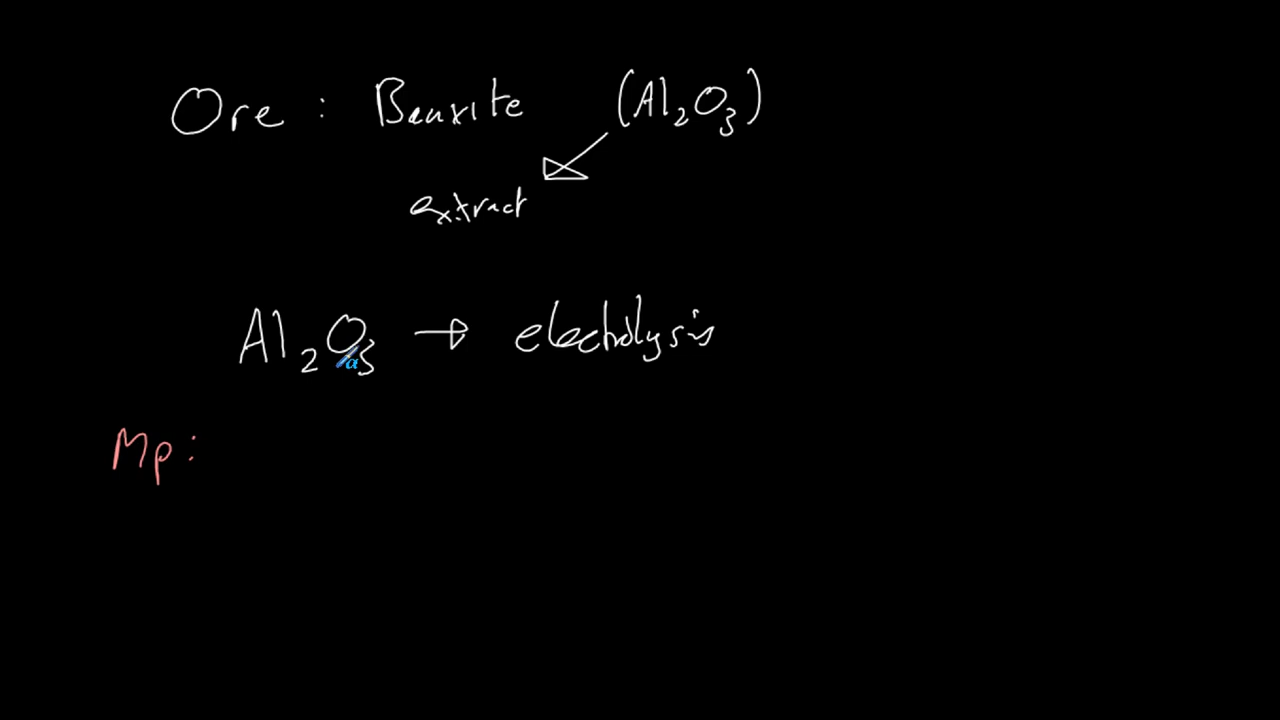 Ore : Bauxite (Al₂O₃)
extract
Al₂O₃ → electrolysis
Mp :